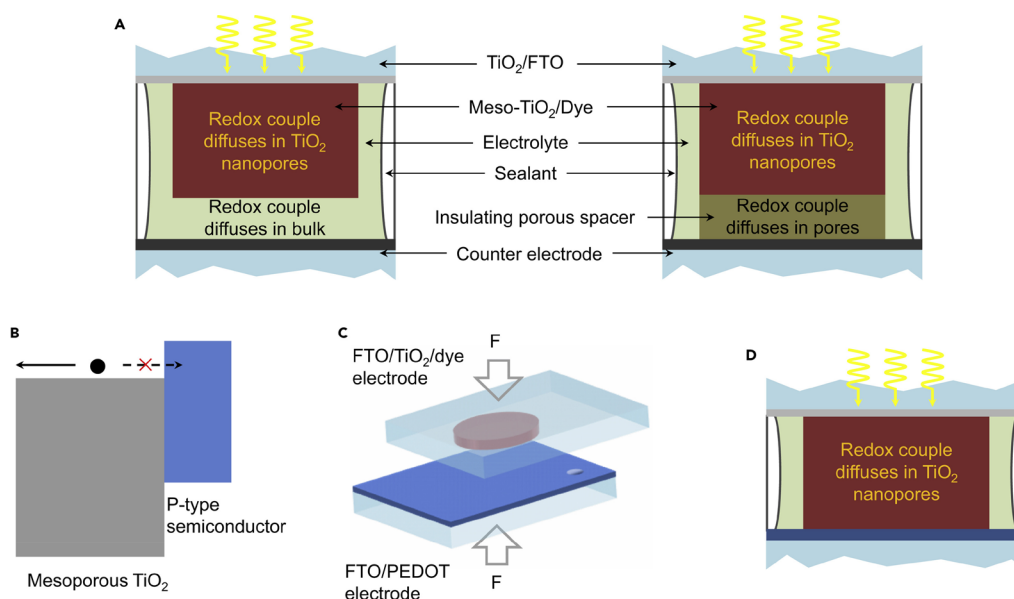 A
TiO₂/FTO
Meso-TiO₂/Dye
Electrolyte
Sealant
Insulating porous spacer
Counter electrode
Redox couple
diffuses in TiO₂
nanopores
Redox couple
diffuses in bulk
Redox couple
diffuses in TiO₂
nanopores
Redox couple
diffuses in pores
B
P-type
semiconductor
Mesoporous TiO₂
C
F
FTO/TiO₂/dye
electrode
FTO/PEDOT
electrode
F
D
Redox couple
diffuses in TiO₂
nanopores